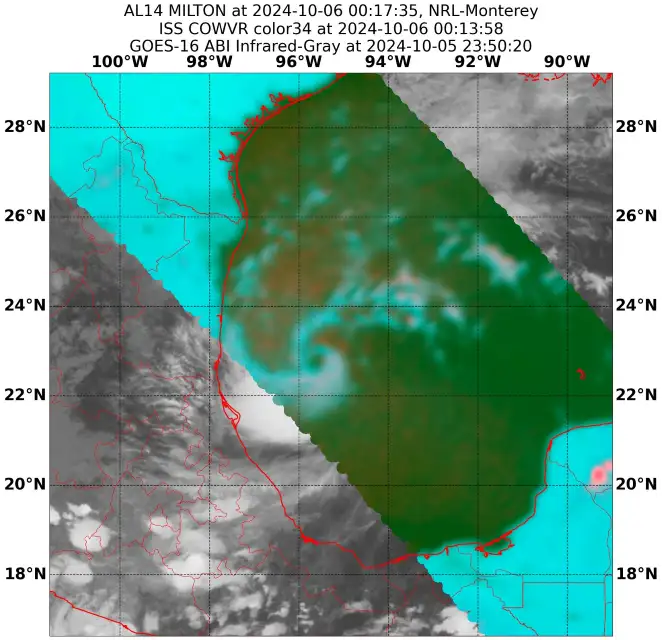 AL14 MILTON at 2024-10-06 00:17:35, NRL-Monterey
ISS COWVR color34 at 2024-10-06 00:13:58
GOES-16 ABI Infrared-Gray at 2024-10-05 23:50:20
100°W 98°W 96°W 94°W 92°W 90°W
28°N 28°N
26°N 26°N
24°N 24°N
22°N 22°N
20°N 20°N
18°N 18°N